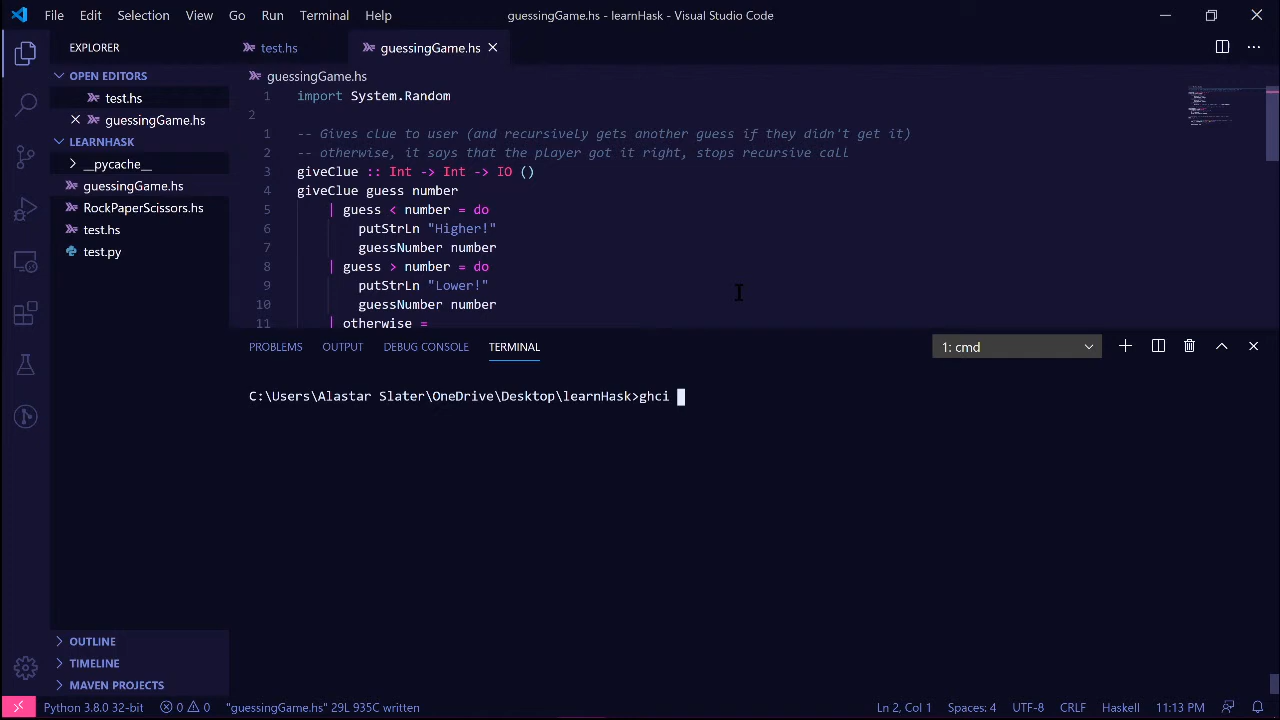 File Edit Selection View Go Run Terminal Help guessingGame.hs - learnHask - Visual Studio Code
EXPLORER
OPEN EDITORS
test.hs
guessingGame.hs
LEARNHASK
__pycache__
guessingGame.hs
RockPaperScissors.hs
test.hs
test.py
OUTLINE
TIMELINE
MAVEN PROJECTS
test.hs guessingGame.hs
guessingGame.hs
1 import System.Random
2
1 -- Gives clue to user (and recursively gets another guess if they didn't get it)
2 -- otherwise, it says that the player got it right, stops recursive call
3 giveClue :: Int -> Int -> IO ()
4 giveClue guess number
5 | guess < number = do
6 putStrLn "Higher!"
7 guessNumber number
8 | guess > number = do
9 putStrLn "Lower!"
10 guessNumber number
11 | otherwise =
PROBLEMS OUTPUT DEBUG CONSOLE TERMINAL 1: cmd
C:\Users\Alastar Slater\OneDrive\Desktop\learnHask>ghci
Python 3.8.0 32-bit 0 0 "guessingGame.hs" 29L 935C written Ln 2, Col 1 Spaces: 4 UTF-8 CRLF Haskell 11:13 PM